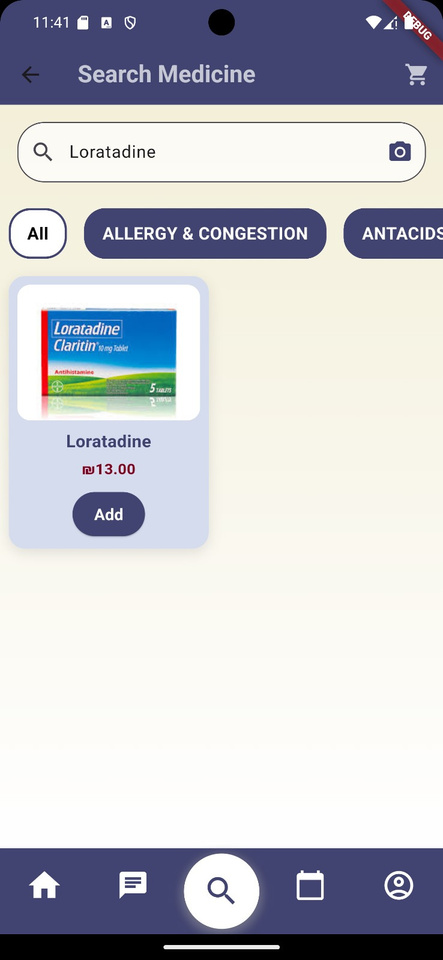 11:41
DEBUG
Search Medicine
Loratadine
All
ALLERGY & CONGESTION
ANTACIDS
Loratadine
Claritin® 10 mg Tablet
Antihistamine
5 TABLETS
Loratadine
₪13.00
Add